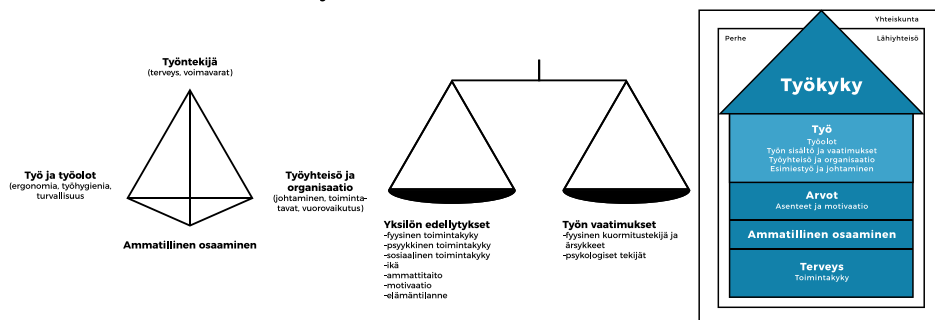 Työntekijä
(terveys, voimavarat)
Työ ja työolot
(ergonomia, työhygienia,
turvallisuus
Työyhteisö ja
organisaatio
(johtaminen, toiminta-
tavat, vuorovaikutus)
Ammatillinen osaaminen
Yksilön edellytykset
-fyysinen toimintakyky
-psyykkinen toimintakyky
-sosiaalinen toimintakyky
-ikä
-ammattitaito
-motivaatio
-elämäntilanne
Työn vaatimukset
-fyysinen kuormitustekijä ja
ärsykkeet
-psykologiset tekijät
Yhteiskunta
Perhe
Lähiyhteisö
Työkyky
Työ
Työolot
Työn sisältö ja vaatimukset
Työyhteisö ja organisaatio
Esimiestyö ja johtaminen
Arvot
Asenteet ja motivaatio
Ammatillinen osaaminen
Terveys
Toimintakyky